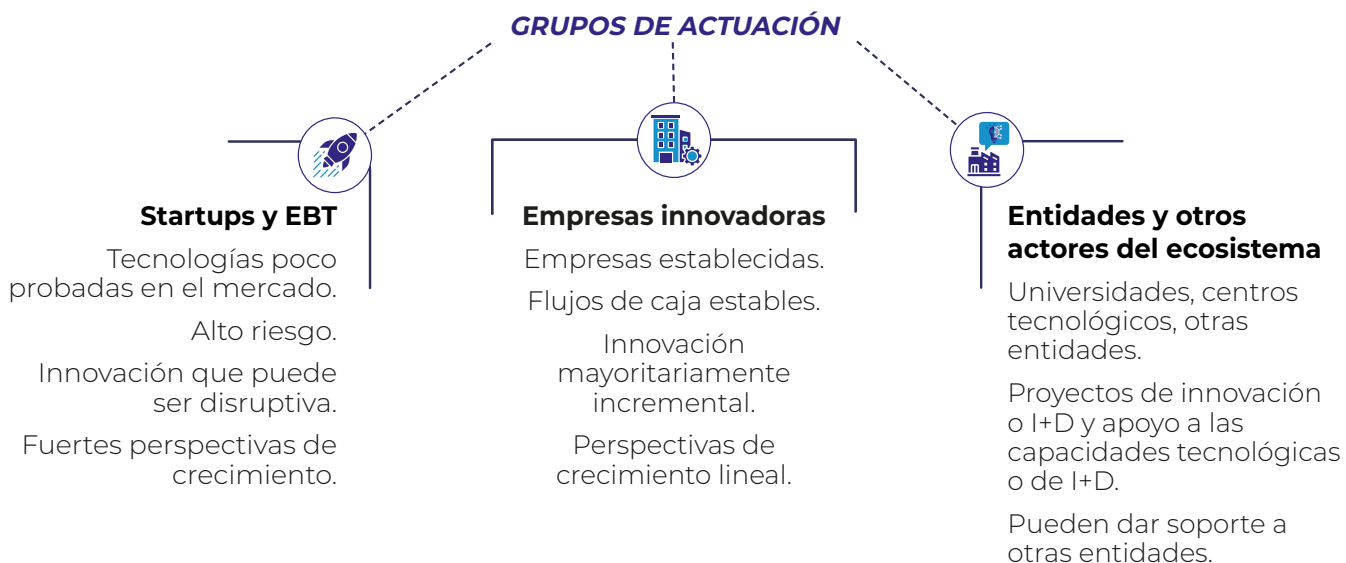 GRUPOS DE ACTUACIÓN
Startups y EBT
Tecnologías poco
probadas en el mercado.
Alto riesgo.
Innovación que puede
ser disruptiva.
Fuertes perspectivas de
crecimiento.
Empresas innovadoras
Empresas establecidas.
Flujos de caja estables.
Innovación
mayoritariamente
incremental.
Perspectivas de
crecimiento lineal.
Entidades y otros
actores del ecosistema
Universidades, centros
tecnológicos, otras
entidades.
Proyectos de innovación
o I+D y apoyo a las
capacidades tecnológicas
o de I+D.
Pueden dar soporte a
otras entidades.